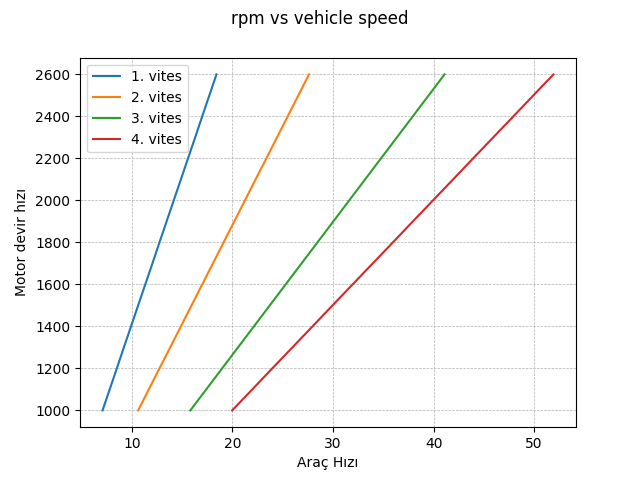 rpm vs vehicle speed
1. vites
2. vites
3. vites
4. vites
Motor devir hızı
2600
2400
2200
2000
1800
1600
1400
1200
1000
10 20 30 40 50
Araç Hızı